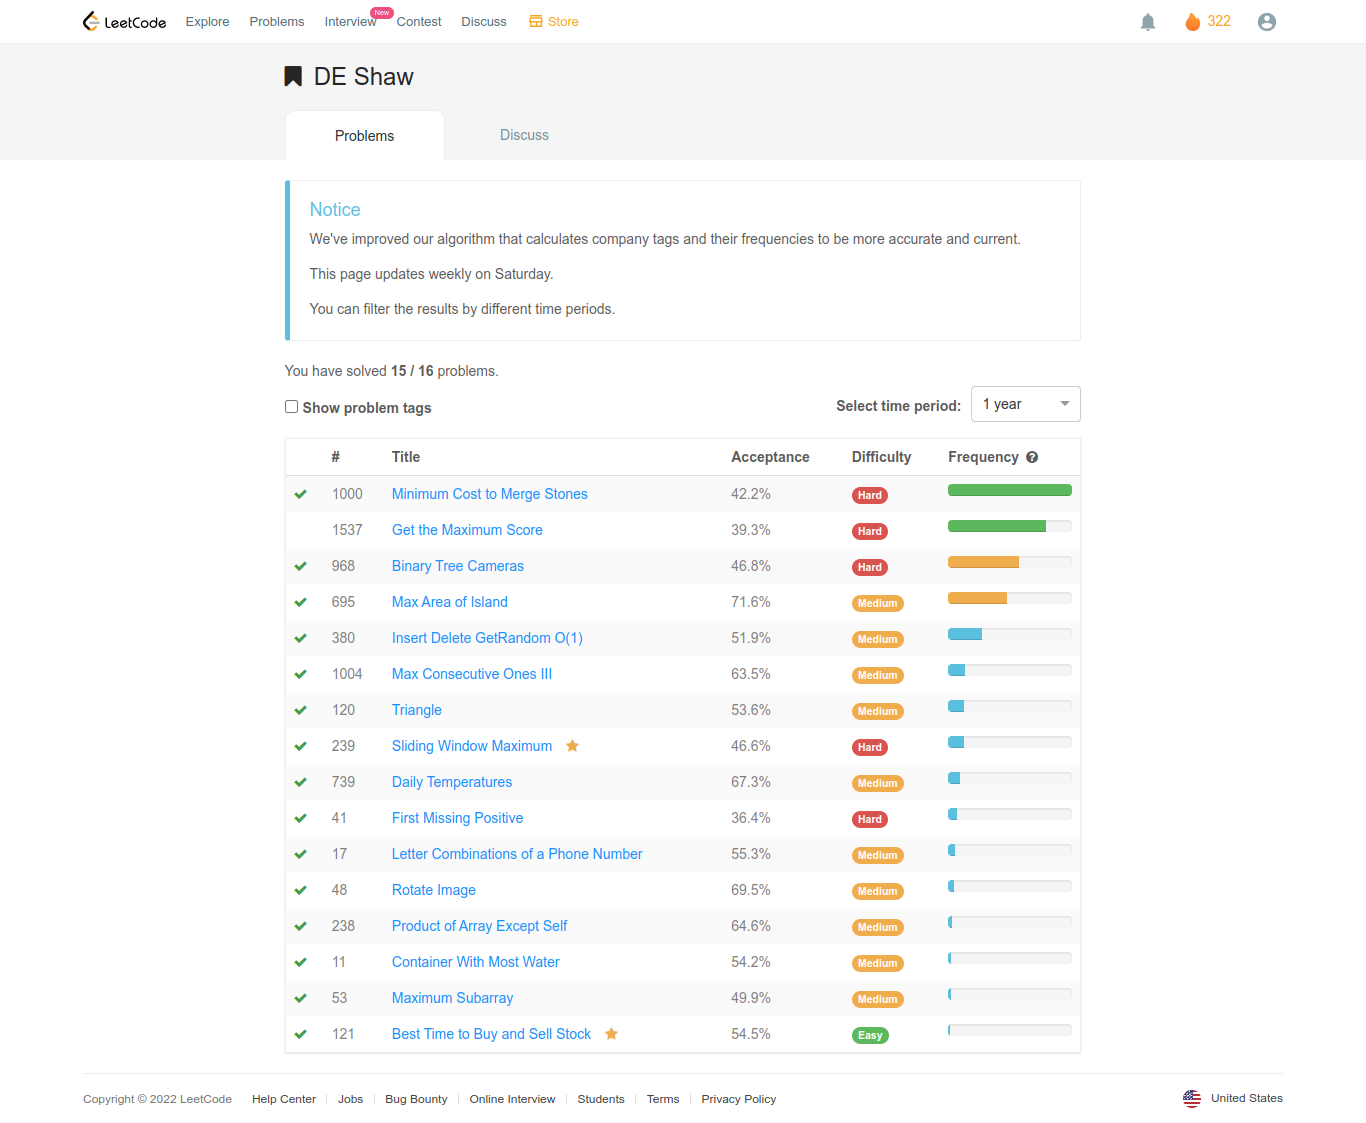 LeetCode Explore Problems Interview New Contest Discuss Store 322
DE Shaw
Problems Discuss
Notice
We've improved our algorithm that calculates company tags and their frequencies to be more accurate and current.
This page updates weekly on Saturday.
You can filter the results by different time periods.
You have solved 15 / 16 problems.
Show problem tags Select time period: 1 year
# Title Acceptance Difficulty Frequency
1000 Minimum Cost to Merge Stones 42.2% Hard
1537 Get the Maximum Score 39.3% Hard
968 Binary Tree Cameras 46.8% Hard
695 Max Area of Island 71.6% Medium
380 Insert Delete GetRandom O(1) 51.9% Medium
1004 Max Consecutive Ones III 63.5% Medium
120 Triangle 53.6% Medium
239 Sliding Window Maximum 46.6% Hard
739 Daily Temperatures 67.3% Medium
41 First Missing Positive 36.4% Hard
17 Letter Combinations of a Phone Number 55.3% Medium
48 Rotate Image 69.5% Medium
238 Product of Array Except Self 64.6% Medium
11 Container With Most Water 54.2% Medium
53 Maximum Subarray 49.9% Medium
121 Best Time to Buy and Sell Stock 54.5% Easy
Copyright © 2022 LeetCode Help Center | Jobs | Bug Bounty | Online Interview | Students | Terms | Privacy Policy United States